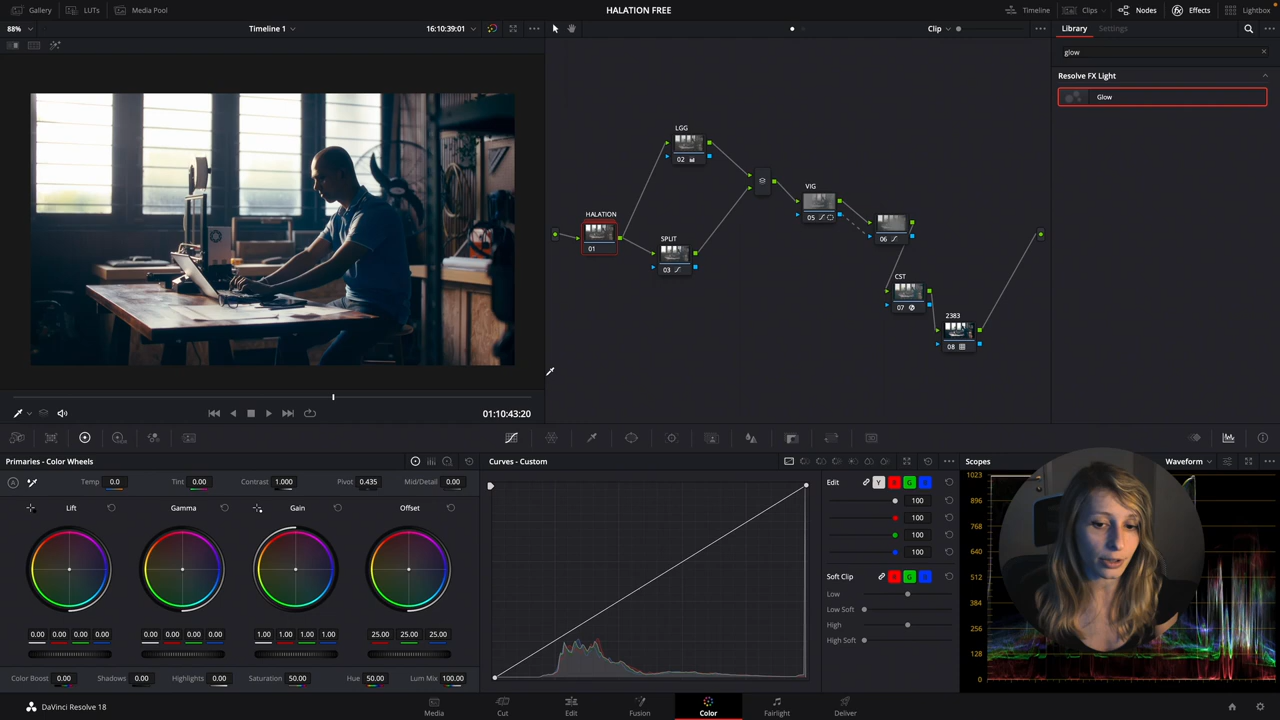 Gallery LUTs Media Pool HALATION FREE Timeline Clips Nodes Effects Lightbox
88% Timeline 1 16:10:39:01 Clip Library Settings
glow
Resolve FX Light
Glow
LGG
02
VIG
05
HALATION
01
SPLIT
03
06
CST
07
2383
08
01:10:43:20
Primaries - Color Wheels Curves - Custom Scopes Waveform
Temp 0.0 Tint 0.00 Contrast 1.000 Pivot 0.435 Mid/Detail 0.00
Lift Gamma Gain Offset
0.00 0.00 0.00 0.00 0.00 0.00 0.00 0.00 1.00 1.00 1.00 1.00 25.00 25.00 25.00
Color Boost 0.00 Shadows 0.00 Highlights 0.00 Saturation 50.00 Hue 50.00 Lum Mix 100.00
Edit Y R G B
100
100
100
100
Soft Clip R G B
Low
Low Soft
High
High Soft
1023
896
768
640
512
384
256
128
0
DaVinci Resolve 18 Media Cut Edit Fusion Color Fairlight Deliver